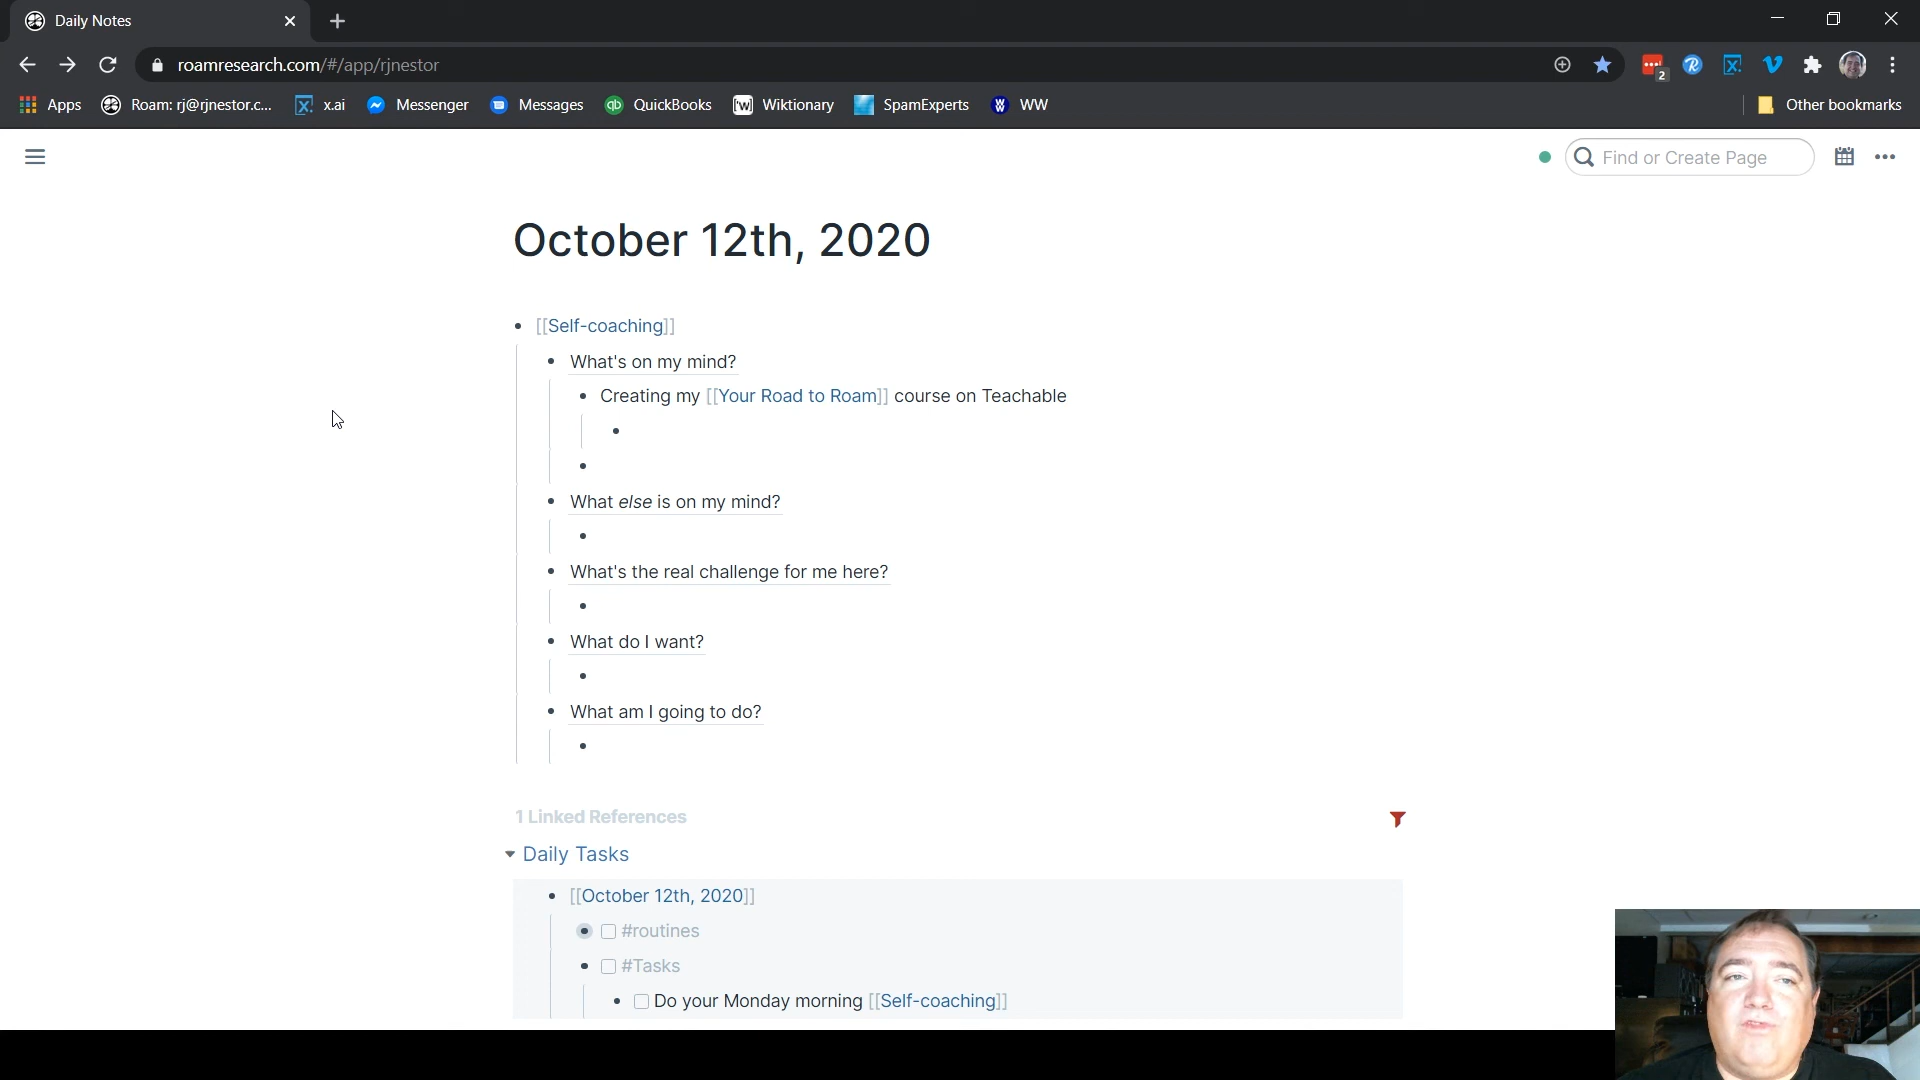 Daily Notes
roamresearch.com/#/app/rjnestor
2
Apps
Roam: rj@rjnestor.c...
x.ai
Messenger
Messages
QuickBooks
Wiktionary
SpamExperts
WW
Other bookmarks
Find or Create Page
October 12th, 2020
[[Self-coaching]]
What's on my mind?
Creating my [[Your Road to Roam]] course on Teachable
What else is on my mind?
What's the real challenge for me here?
What do I want?
What am I going to do?
1 Linked References
Daily Tasks
[[October 12th, 2020]]
#routines
#Tasks
Do your Monday morning [[Self-coaching]]